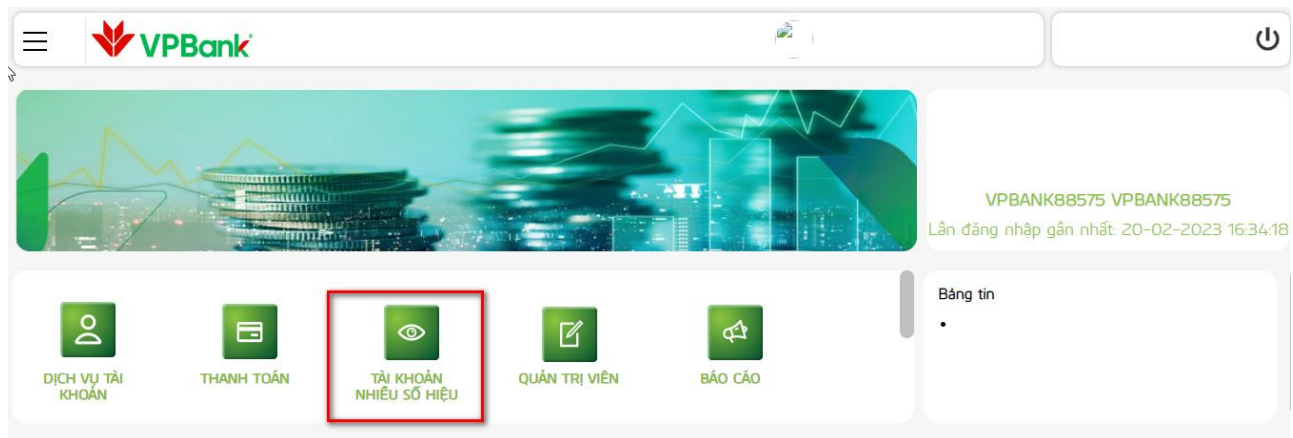 VPBank
VPBANK88575 VPBANK88575
Lần đăng nhập gần nhất: 20-02-2023 16:34:18
DỊCH VỤ TÀI
KHOẢN
THANH TOÁN
TÀI KHOẢN
NHIỀU SỐ HIỆU
QUẢN TRỊ VIÊN
BÁO CÁO
Bảng tin